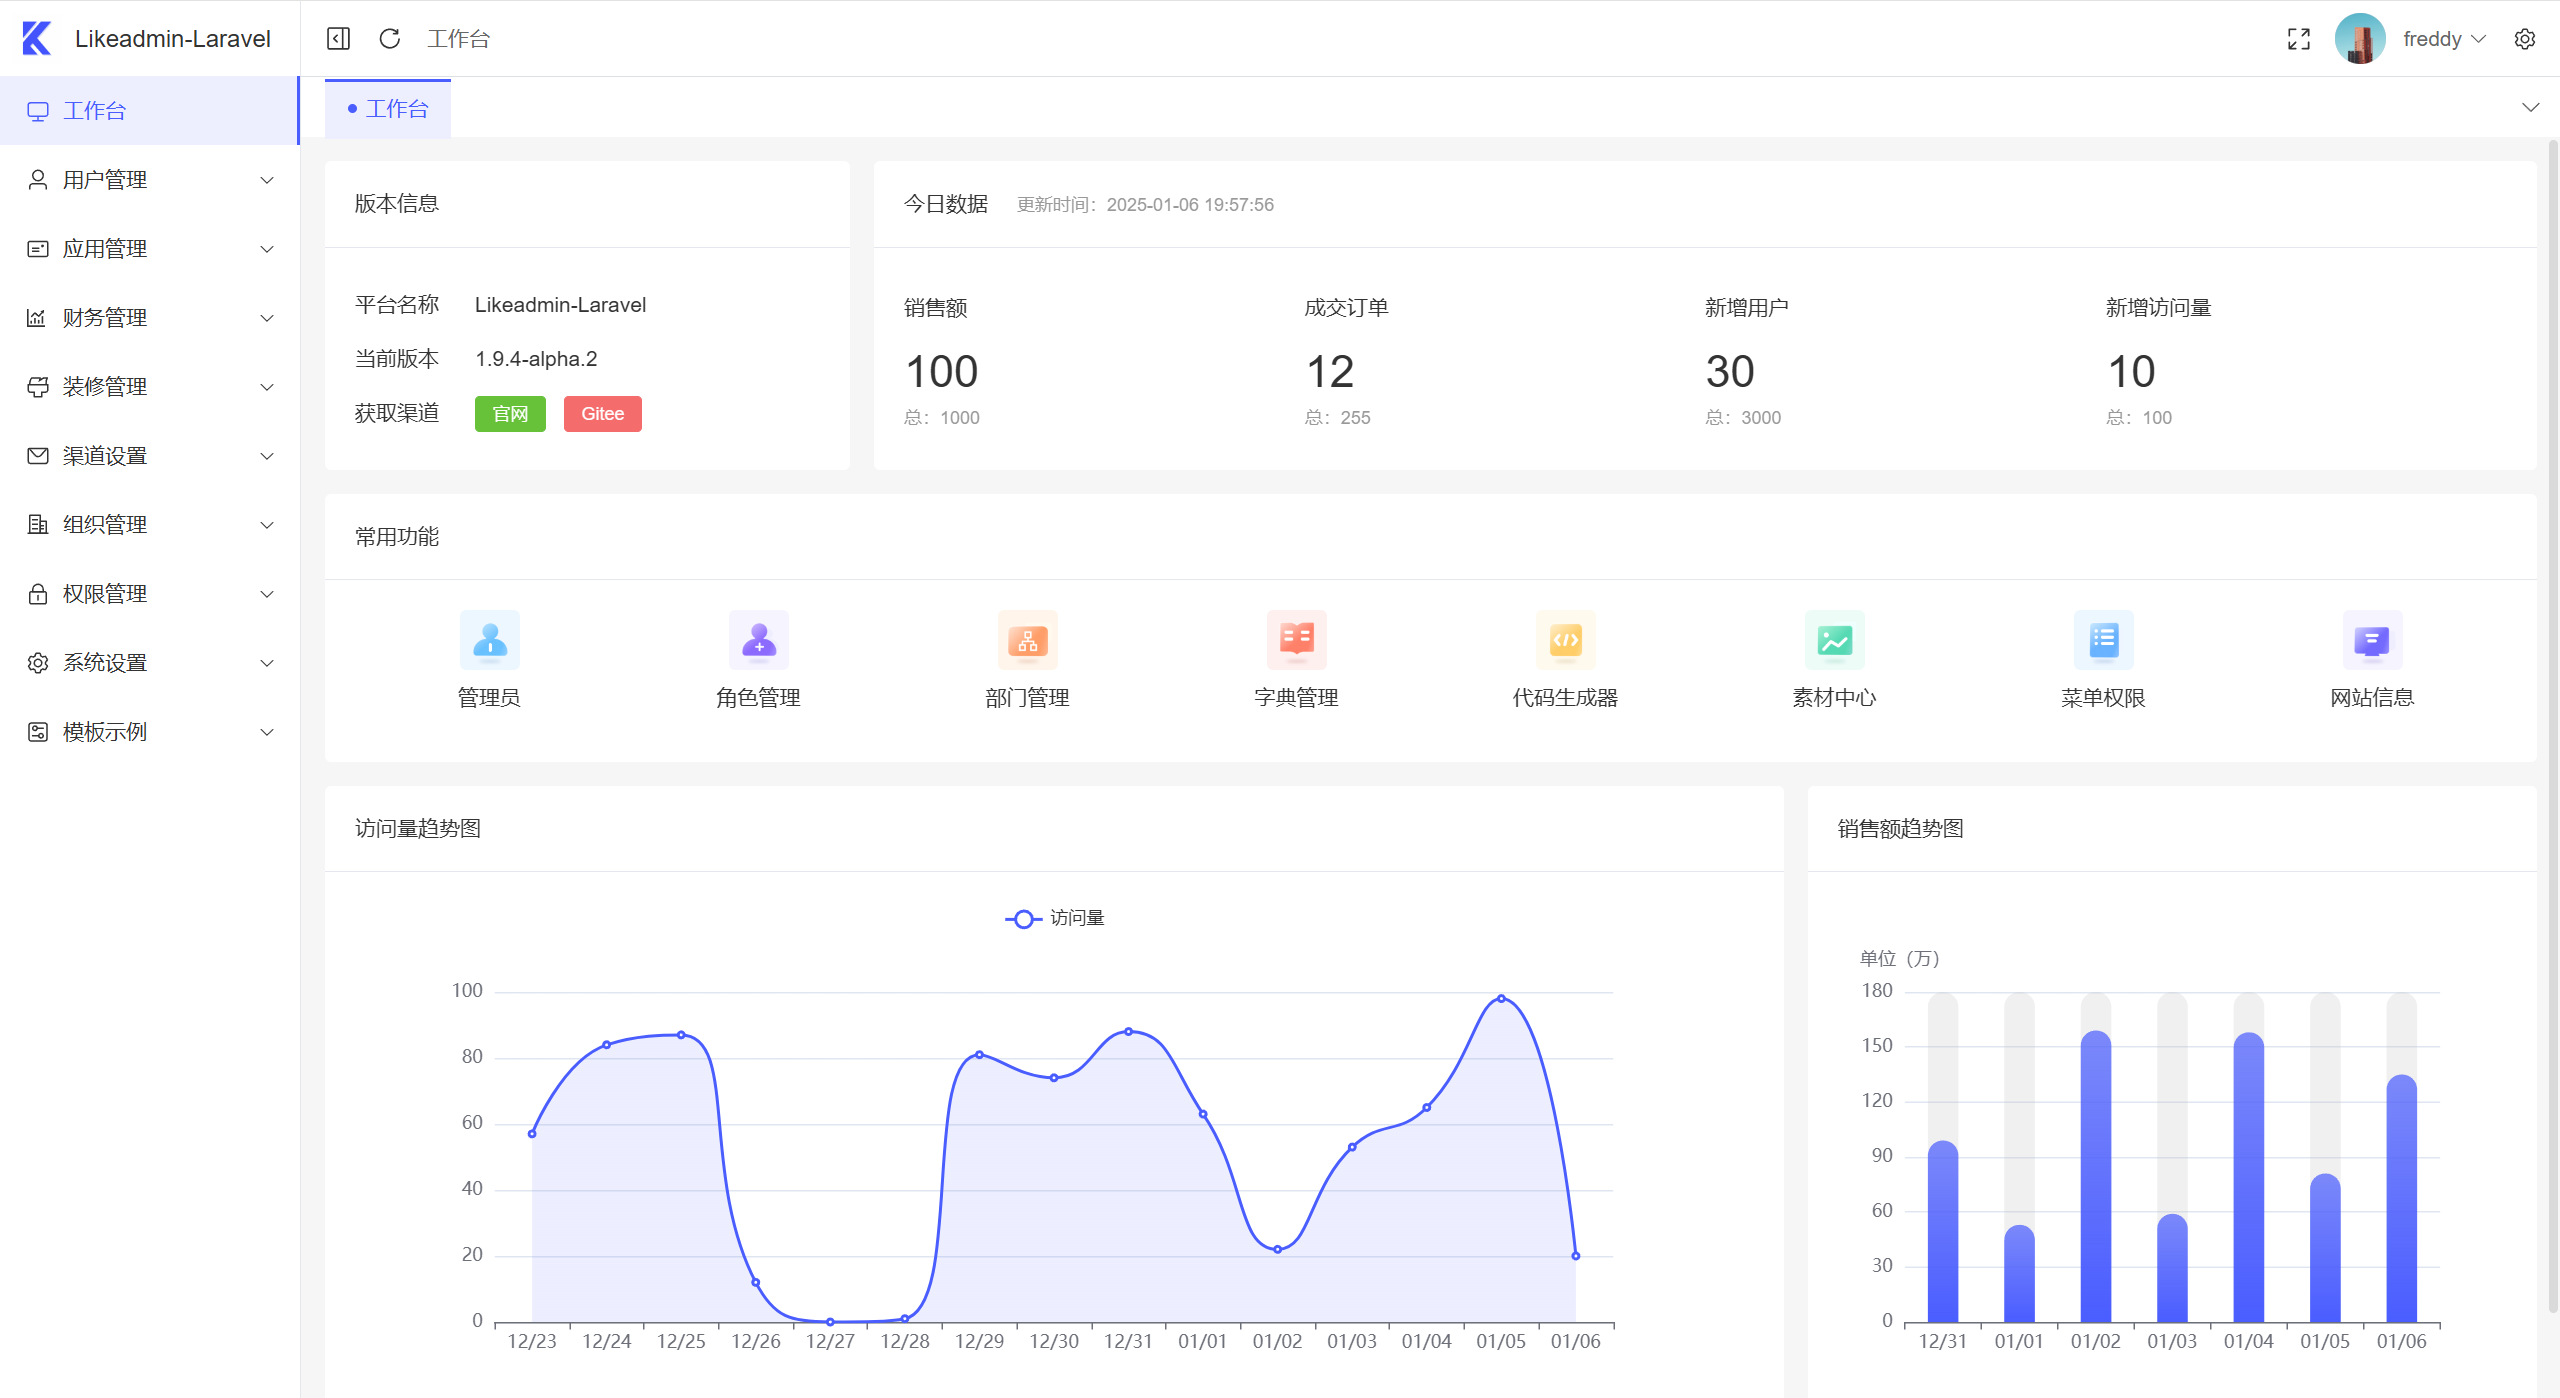 Likeadmin-Laravel
工作台
freddy
工作台
用户管理
应用管理
财务管理
装修管理
渠道设置
组织管理
权限管理
系统设置
模板示例
工作台
版本信息
平台名称 Likeadmin-Laravel
当前版本 1.9.4-alpha.2
获取渠道 官网 Gitee
今日数据 更新时间：2025-01-06 19:57:56
销售额 成交订单 新增用户 新增访问量
100 12 30 10
总：1000 总：255 总：3000 总：100
常用功能
管理员 角色管理 部门管理 字典管理 代码生成器 素材中心 菜单权限 网站信息
访问量趋势图
访问量
100
80
60
40
20
0
12/23 12/24 12/25 12/26 12/27 12/28 12/29 12/30 12/31 01/01 01/02 01/03 01/04 01/05 01/06
销售额趋势图
单位（万）
180
150
120
90
60
30
0
12/31 01/01 01/02 01/03 01/04 01/05 01/06